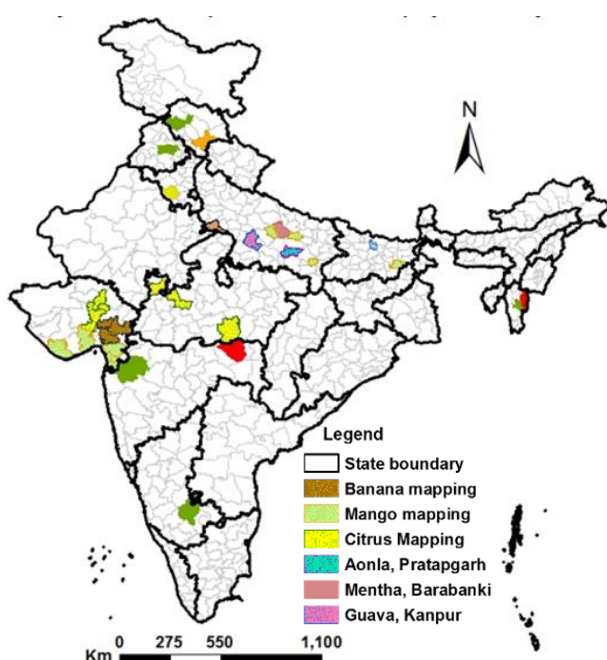 N
Legend
State boundary
Banana mapping
Mango mapping
Citrus Mapping
Aonla, Pratapgarh
Mentha, Barabanki
Guava, Kanpur
Km 0 275 550 1,100